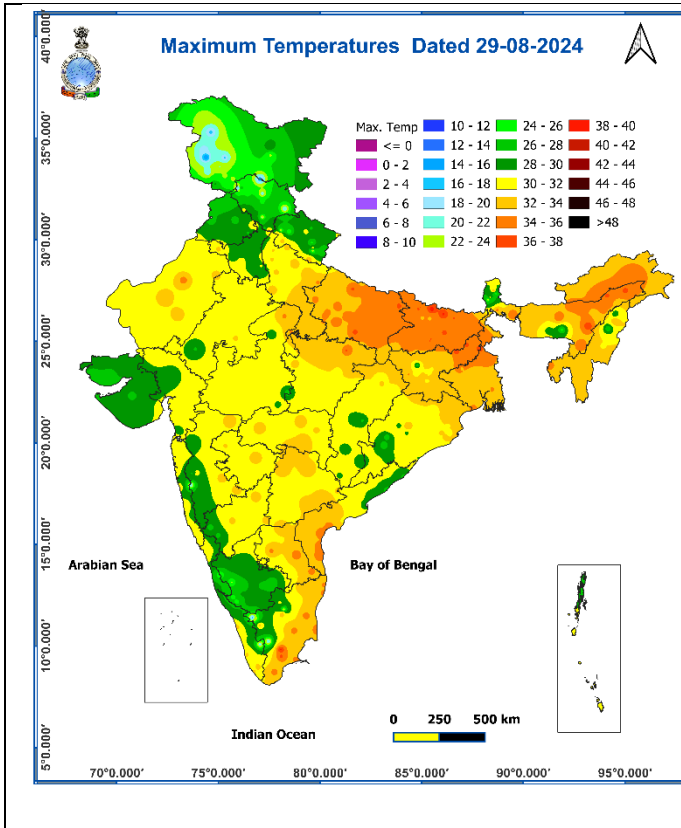 Maximum Temperatures Dated 29-08-2024
Max. Temp
<= 0
0 - 2
2 - 4
4 - 6
6 - 8
8 - 10
10 - 12
12 - 14
14 - 16
16 - 18
18 - 20
20 - 22
22 - 24
24 - 26
26 - 28
28 - 30
30 - 32
32 - 34
34 - 36
36 - 38
38 - 40
40 - 42
42 - 44
44 - 46
46 - 48
>48
40°0.000'
35°0.000'
30°0.000'
25°0.000'
20°0.000'
15°0.000'
10°0.000'
5°0.000'
Arabian Sea
Bay of Bengal
Indian Ocean
0 250 500 km
70°0.000' 75°0.000' 80°0.000' 85°0.000' 90°0.000' 95°0.000'